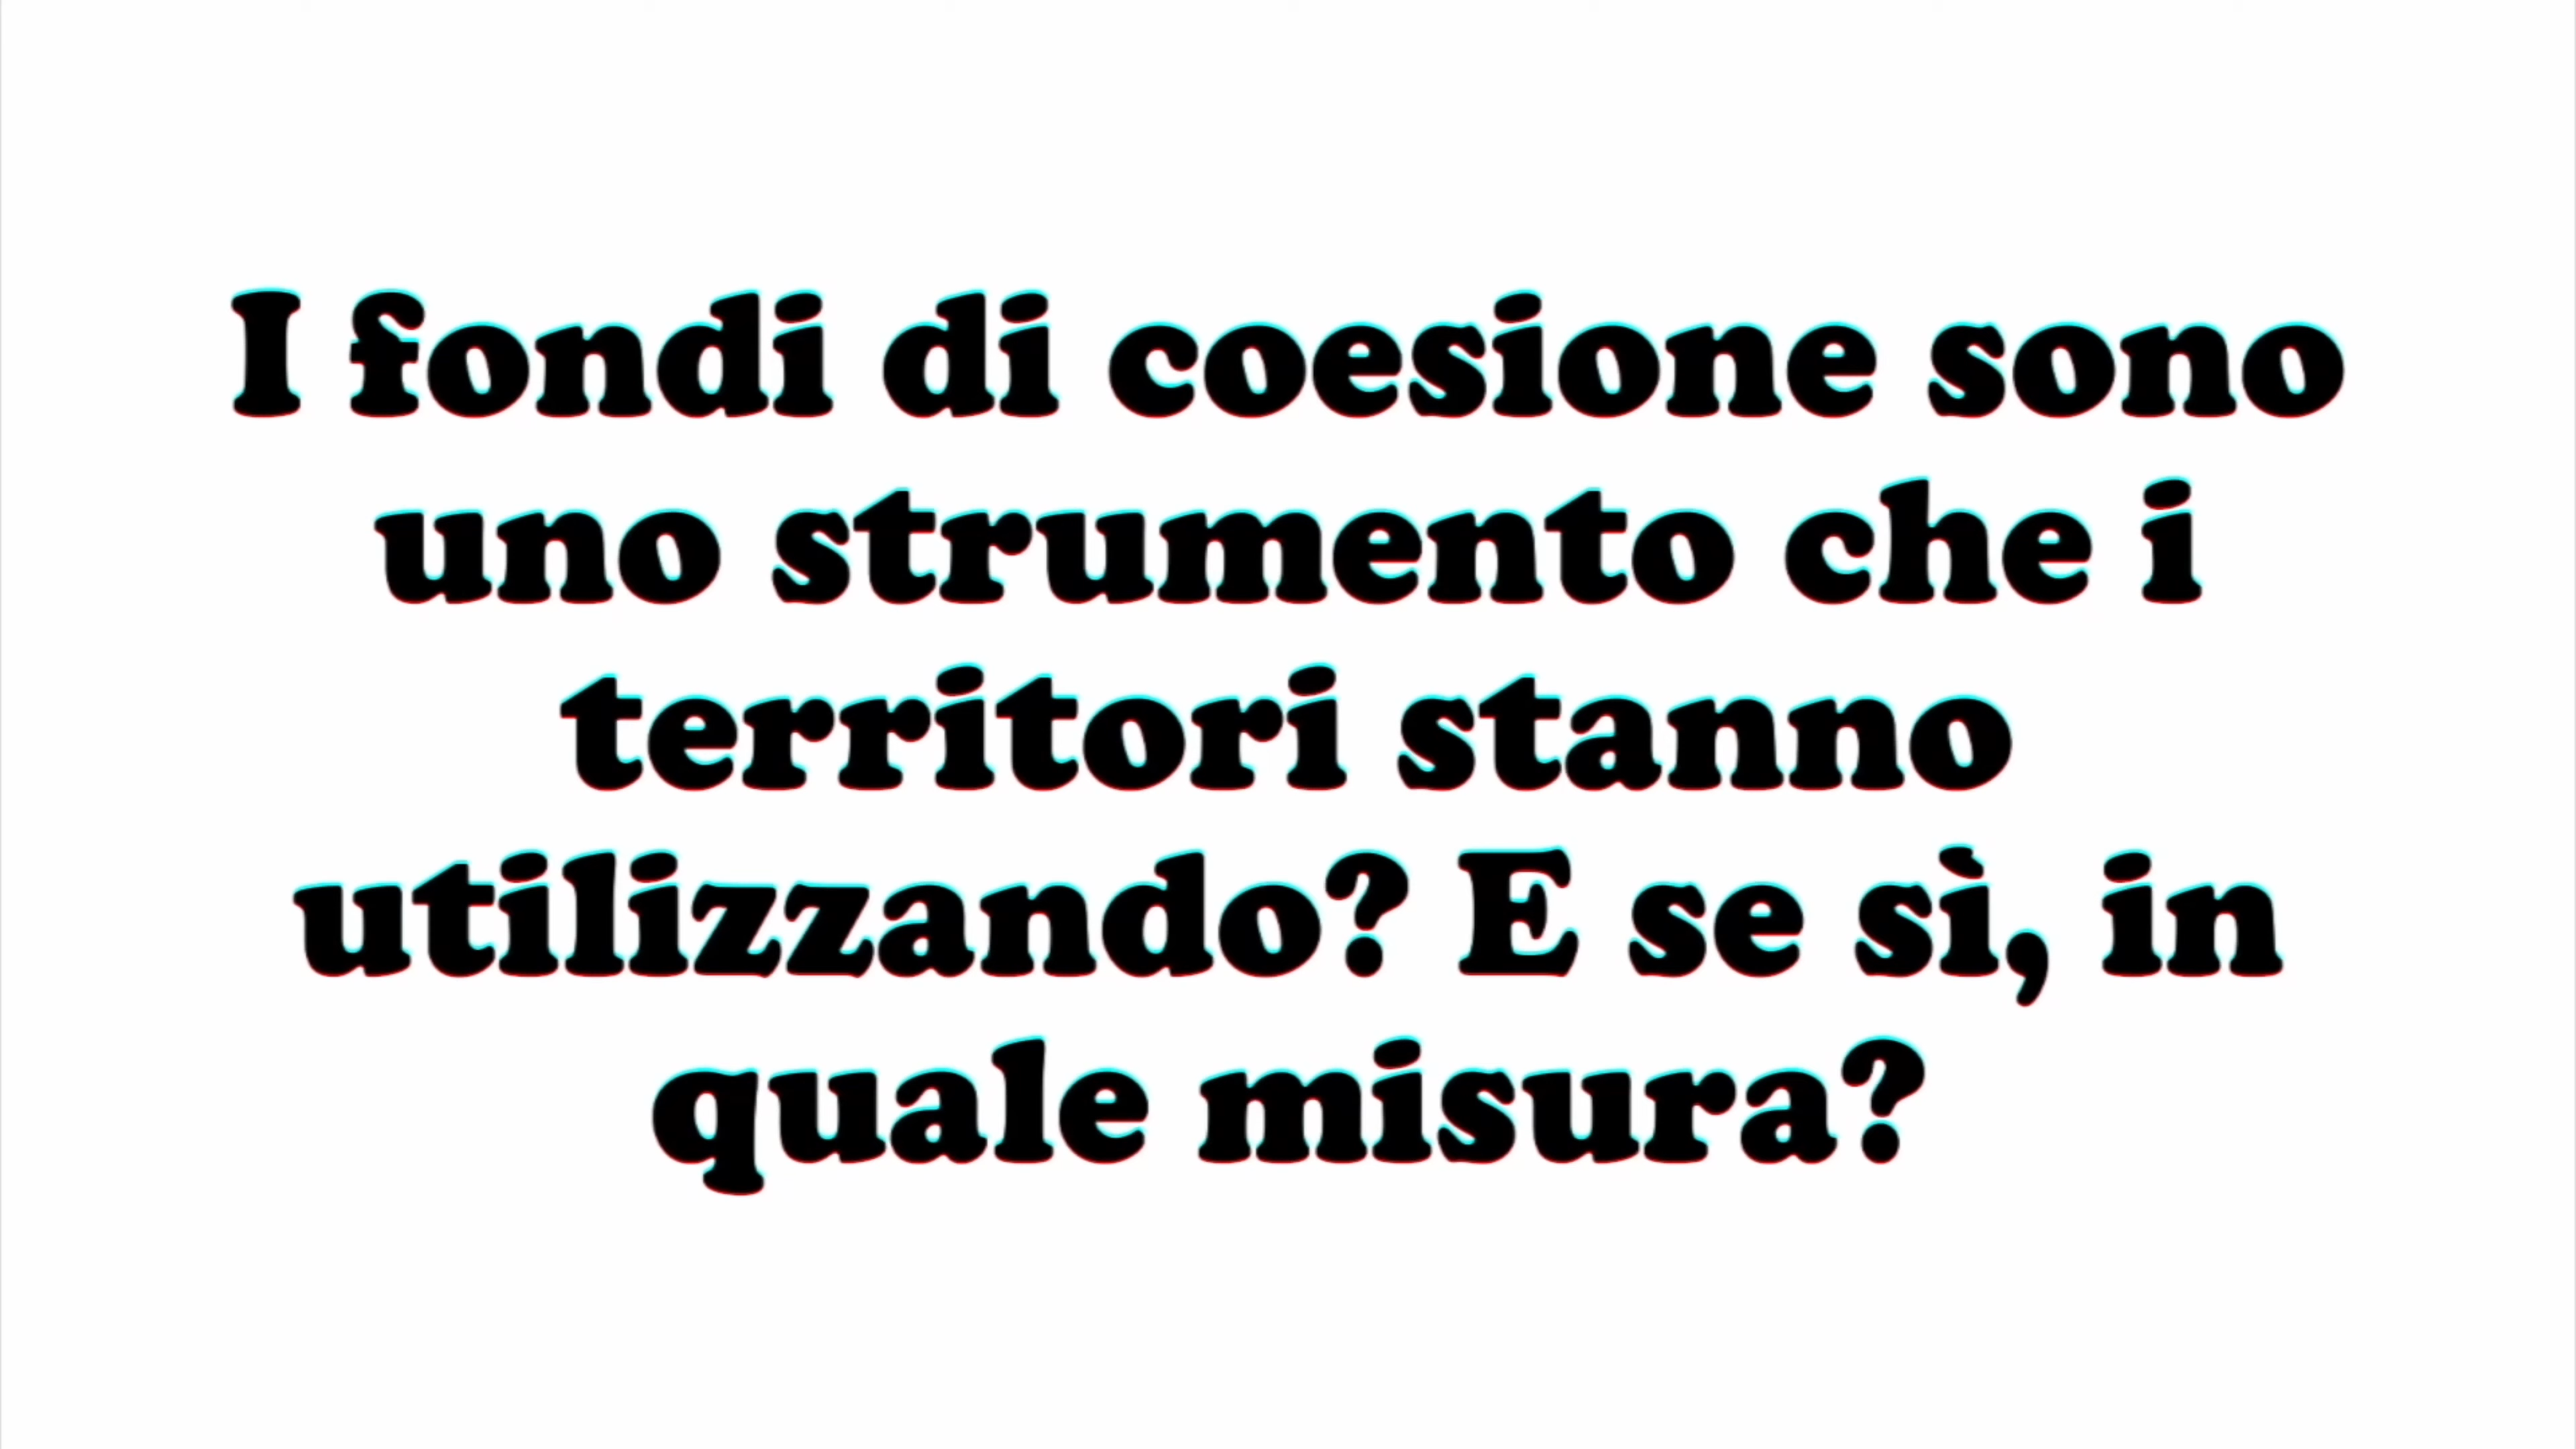 I fondi di coesione sono
uno strumento che i
territori stanno
utilizzando? E se sì, in
quale misura?